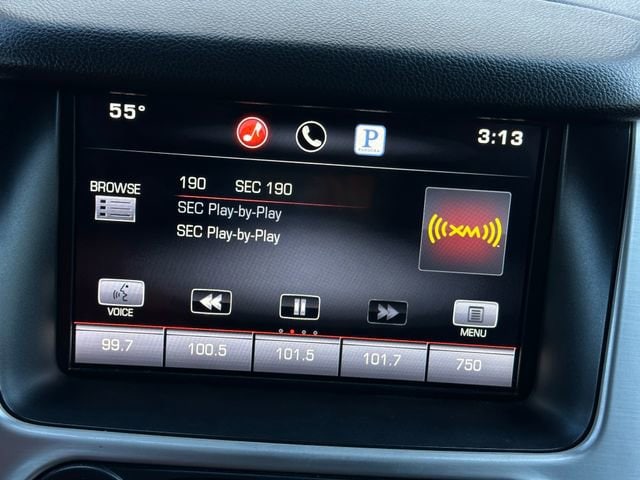 55°
P
PANDORA
3:13
BROWSE
190 SEC 190
SEC Play-by-Play
SEC Play-by-Play
XM
VOICE
MENU
99.7 100.5 101.5 101.7 750